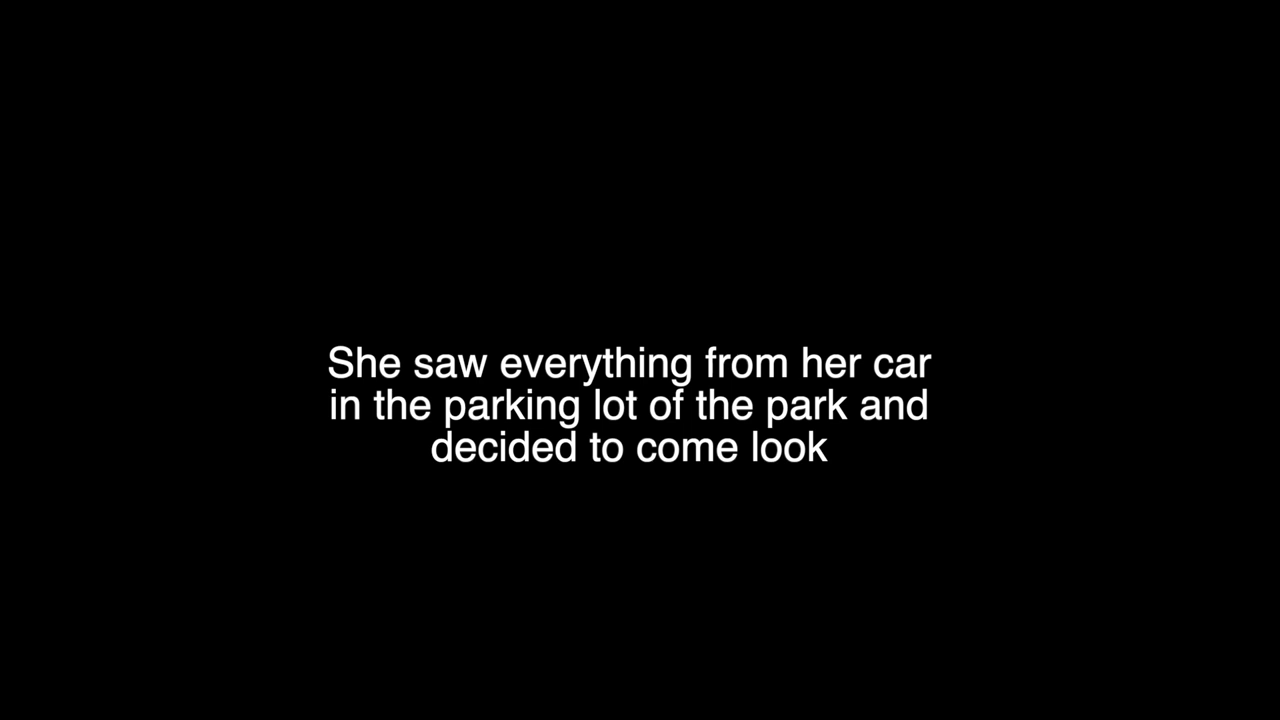 She saw everything from her car
in the parking lot of the park and
decided to come look